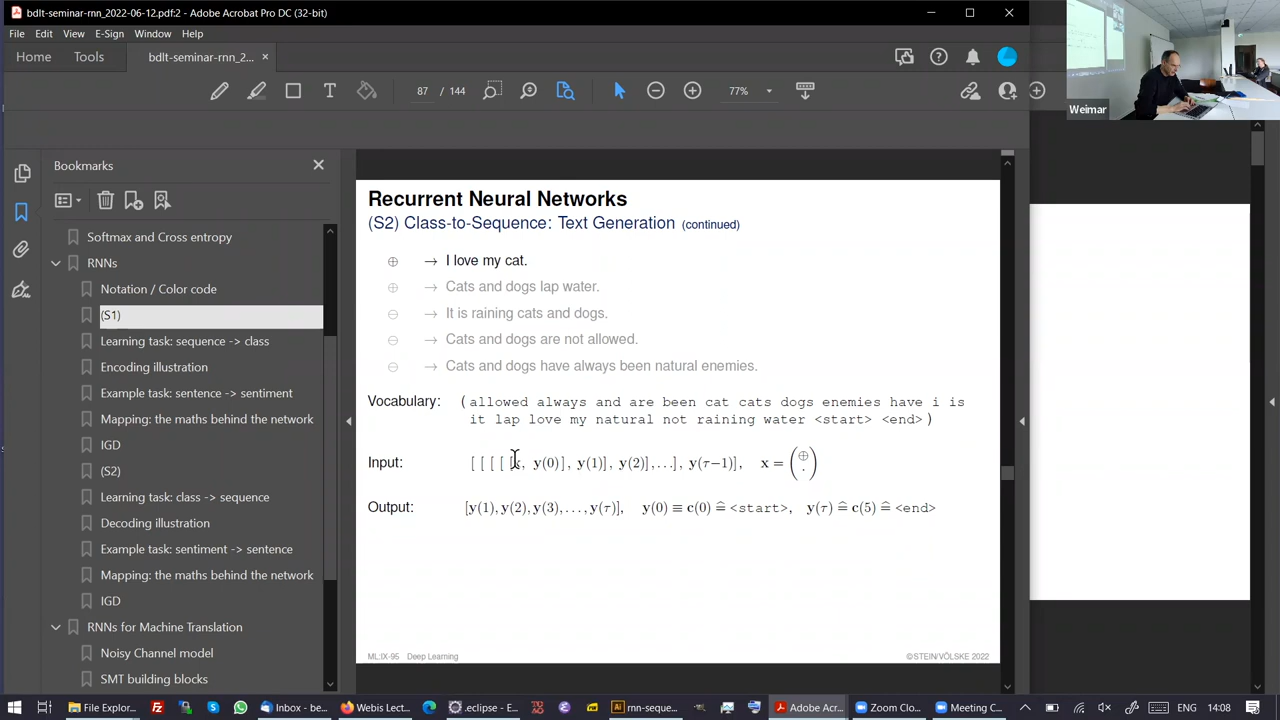 bdlt-seminar-rnn_2022-06-12.pdf:2 - Adobe Acrobat Pro DC (32-bit)
File Edit View E-Sign Window Help
Home Tools bdlt-seminar-rnn_2... ×
87 / 144 77%
Weimar
Bookmarks
Softmax and Cross entropy
RNNs
Notation / Color code
(S1)
Learning task: sequence -> class
Encoding illustration
Example task: sentence -> sentiment
Mapping: the maths behind the network
IGD
(S2)
Learning task: class -> sequence
Decoding illustration
Example task: sentiment -> sentence
Mapping: the maths behind the network
IGD
RNNs for Machine Translation
Noisy Channel model
SMT building blocks
Recurrent Neural Networks
(S2) Class-to-Sequence: Text Generation (continued)
⊕ → I love my cat.
⊕ → Cats and dogs lap water.
⊖ → It is raining cats and dogs.
⊖ → Cats and dogs are not allowed.
⊖ → Cats and dogs have always been natural enemies.
Vocabulary: ( allowed always and are been cat cats dogs enemies have i is
it lap love my natural not raining water <start> <end> )
Input: [ [ [ [ [x, y(0)], y(1)], y(2)],...], y(τ−1)], x = (⊕ .)
Output: [y(1), y(2), y(3),..., y(τ)], y(0) ≡ c(0) ≙ <start>, y(τ) ≙ c(5) ≙ <end>
ML:IX-95 Deep Learning ©STEIN/VÖLSKE 2022
File Explor... Inbox - bo... Webis Lect... .eclipse - ... rnn-seque... Adobe Acr... Zoom Clo... Meeting C... ENG 14:08